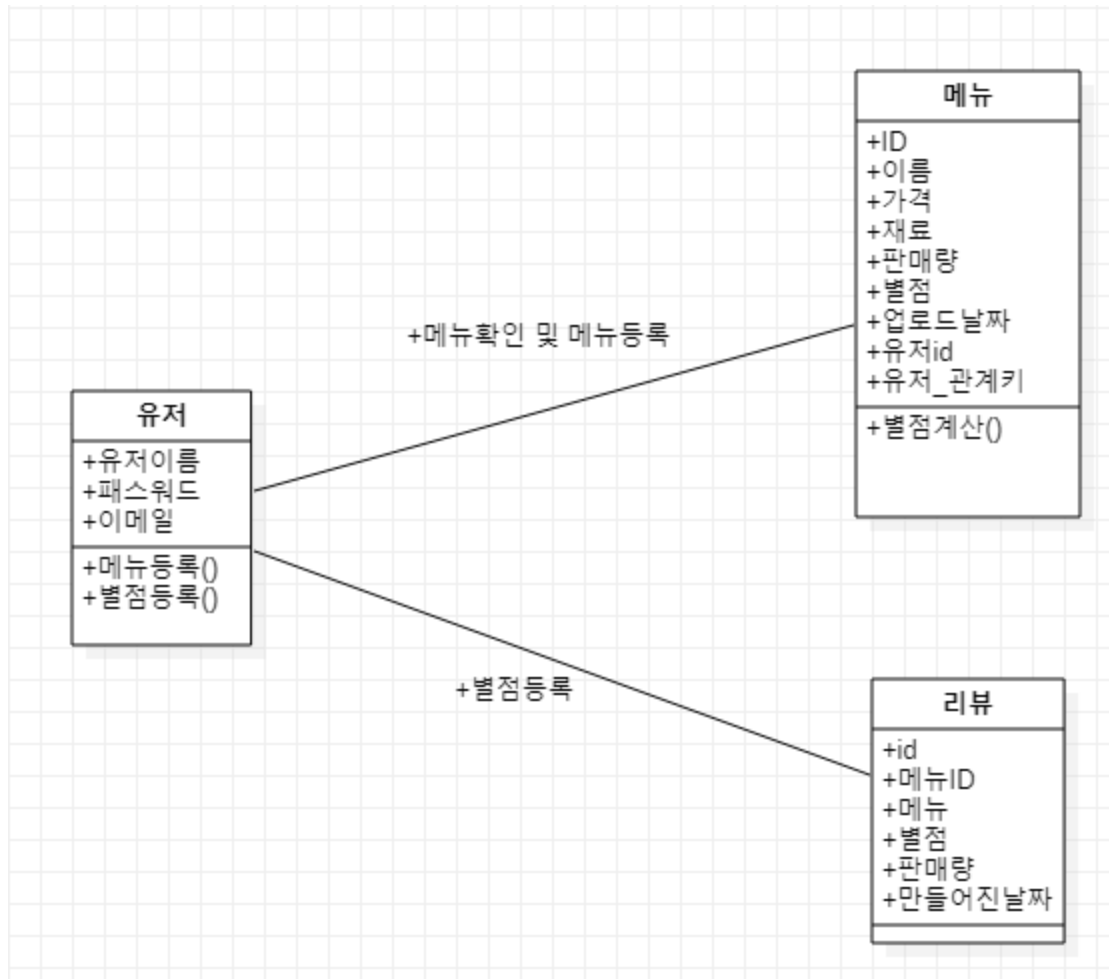 메뉴
+ID
+이름
+가격
+재료
+판매량
+별점
+업로드날짜
+유저id
+유저_관계키
+별점계산()
+메뉴확인 및 메뉴등록
유저
+유저이름
+패스워드
+이메일
+메뉴등록()
+별점등록()
+별점등록
리뷰
+id
+메뉴ID
+메뉴
+별점
+판매량
+만들어진날짜